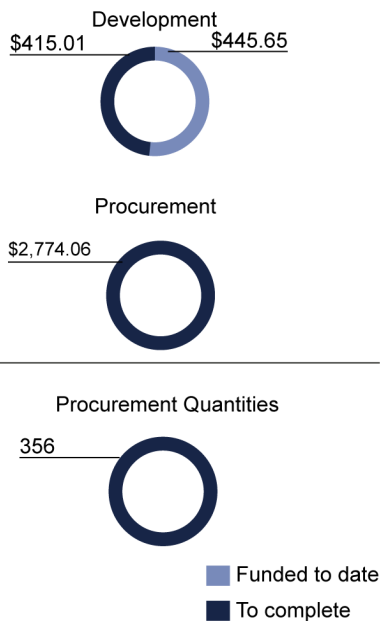 Development
$415.01 $445.65
Procurement
$2,774.06
Procurement Quantities
356
Funded to date
To complete